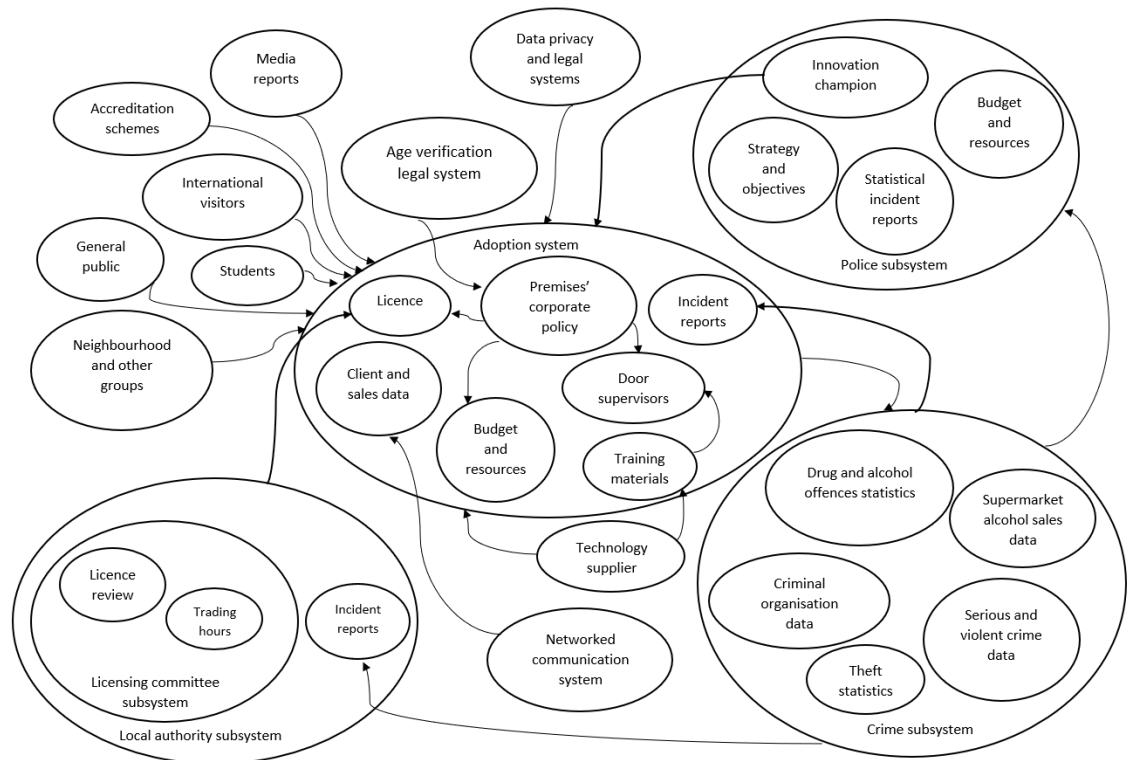 Media
reports
Data privacy
and legal
systems
Innovation
champion
Budget
and
resources
Accreditation
schemes
Age verification
legal system
Strategy
and
objectives
Statistical
incident
reports
International
visitors
General
public
Students
Police subsystem
Adoption system
Licence
Premises’
corporate
policy
Incident
reports
Neighbourhood
and other
groups
Client and
sales data
Door
supervisors
Budget
and
resources
Training
materials
Drug and alcohol
offences statistics
Supermarket
alcohol sales
data
Technology
supplier
Licence
review
Trading
hours
Incident
reports
Criminal
organisation
data
Serious and
violent crime
data
Networked
communication
system
Theft
statistics
Licensing committee
subsystem
Local authority subsystem
Crime subsystem